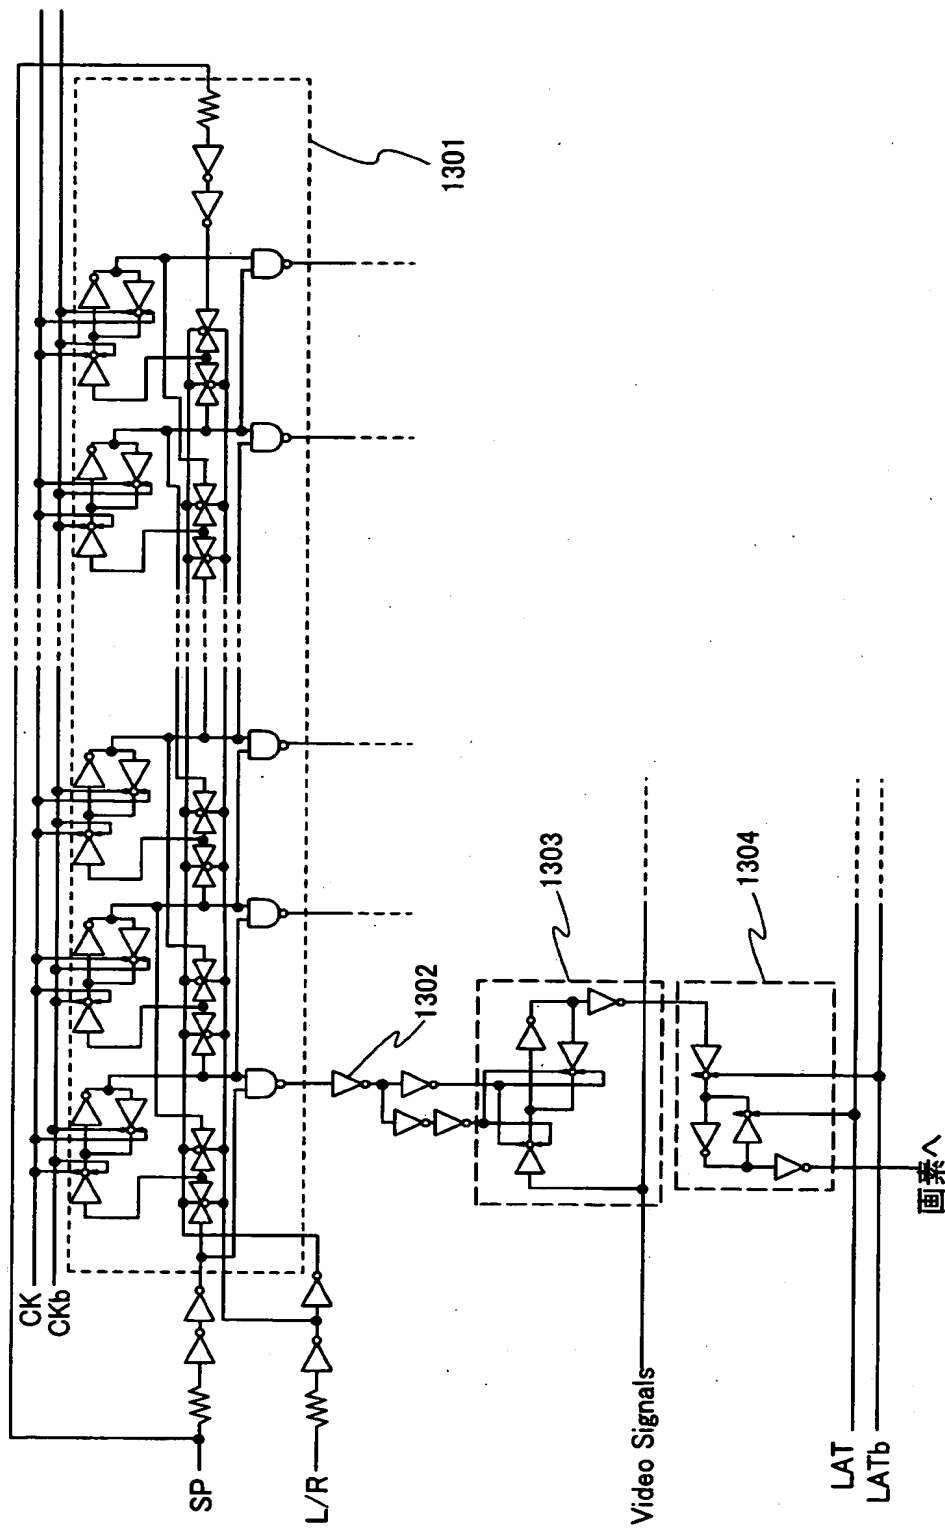 CK
CKb
SP
L/R
1301
1302
1303
1304
Video Signals
LAT
LATb
画素へ